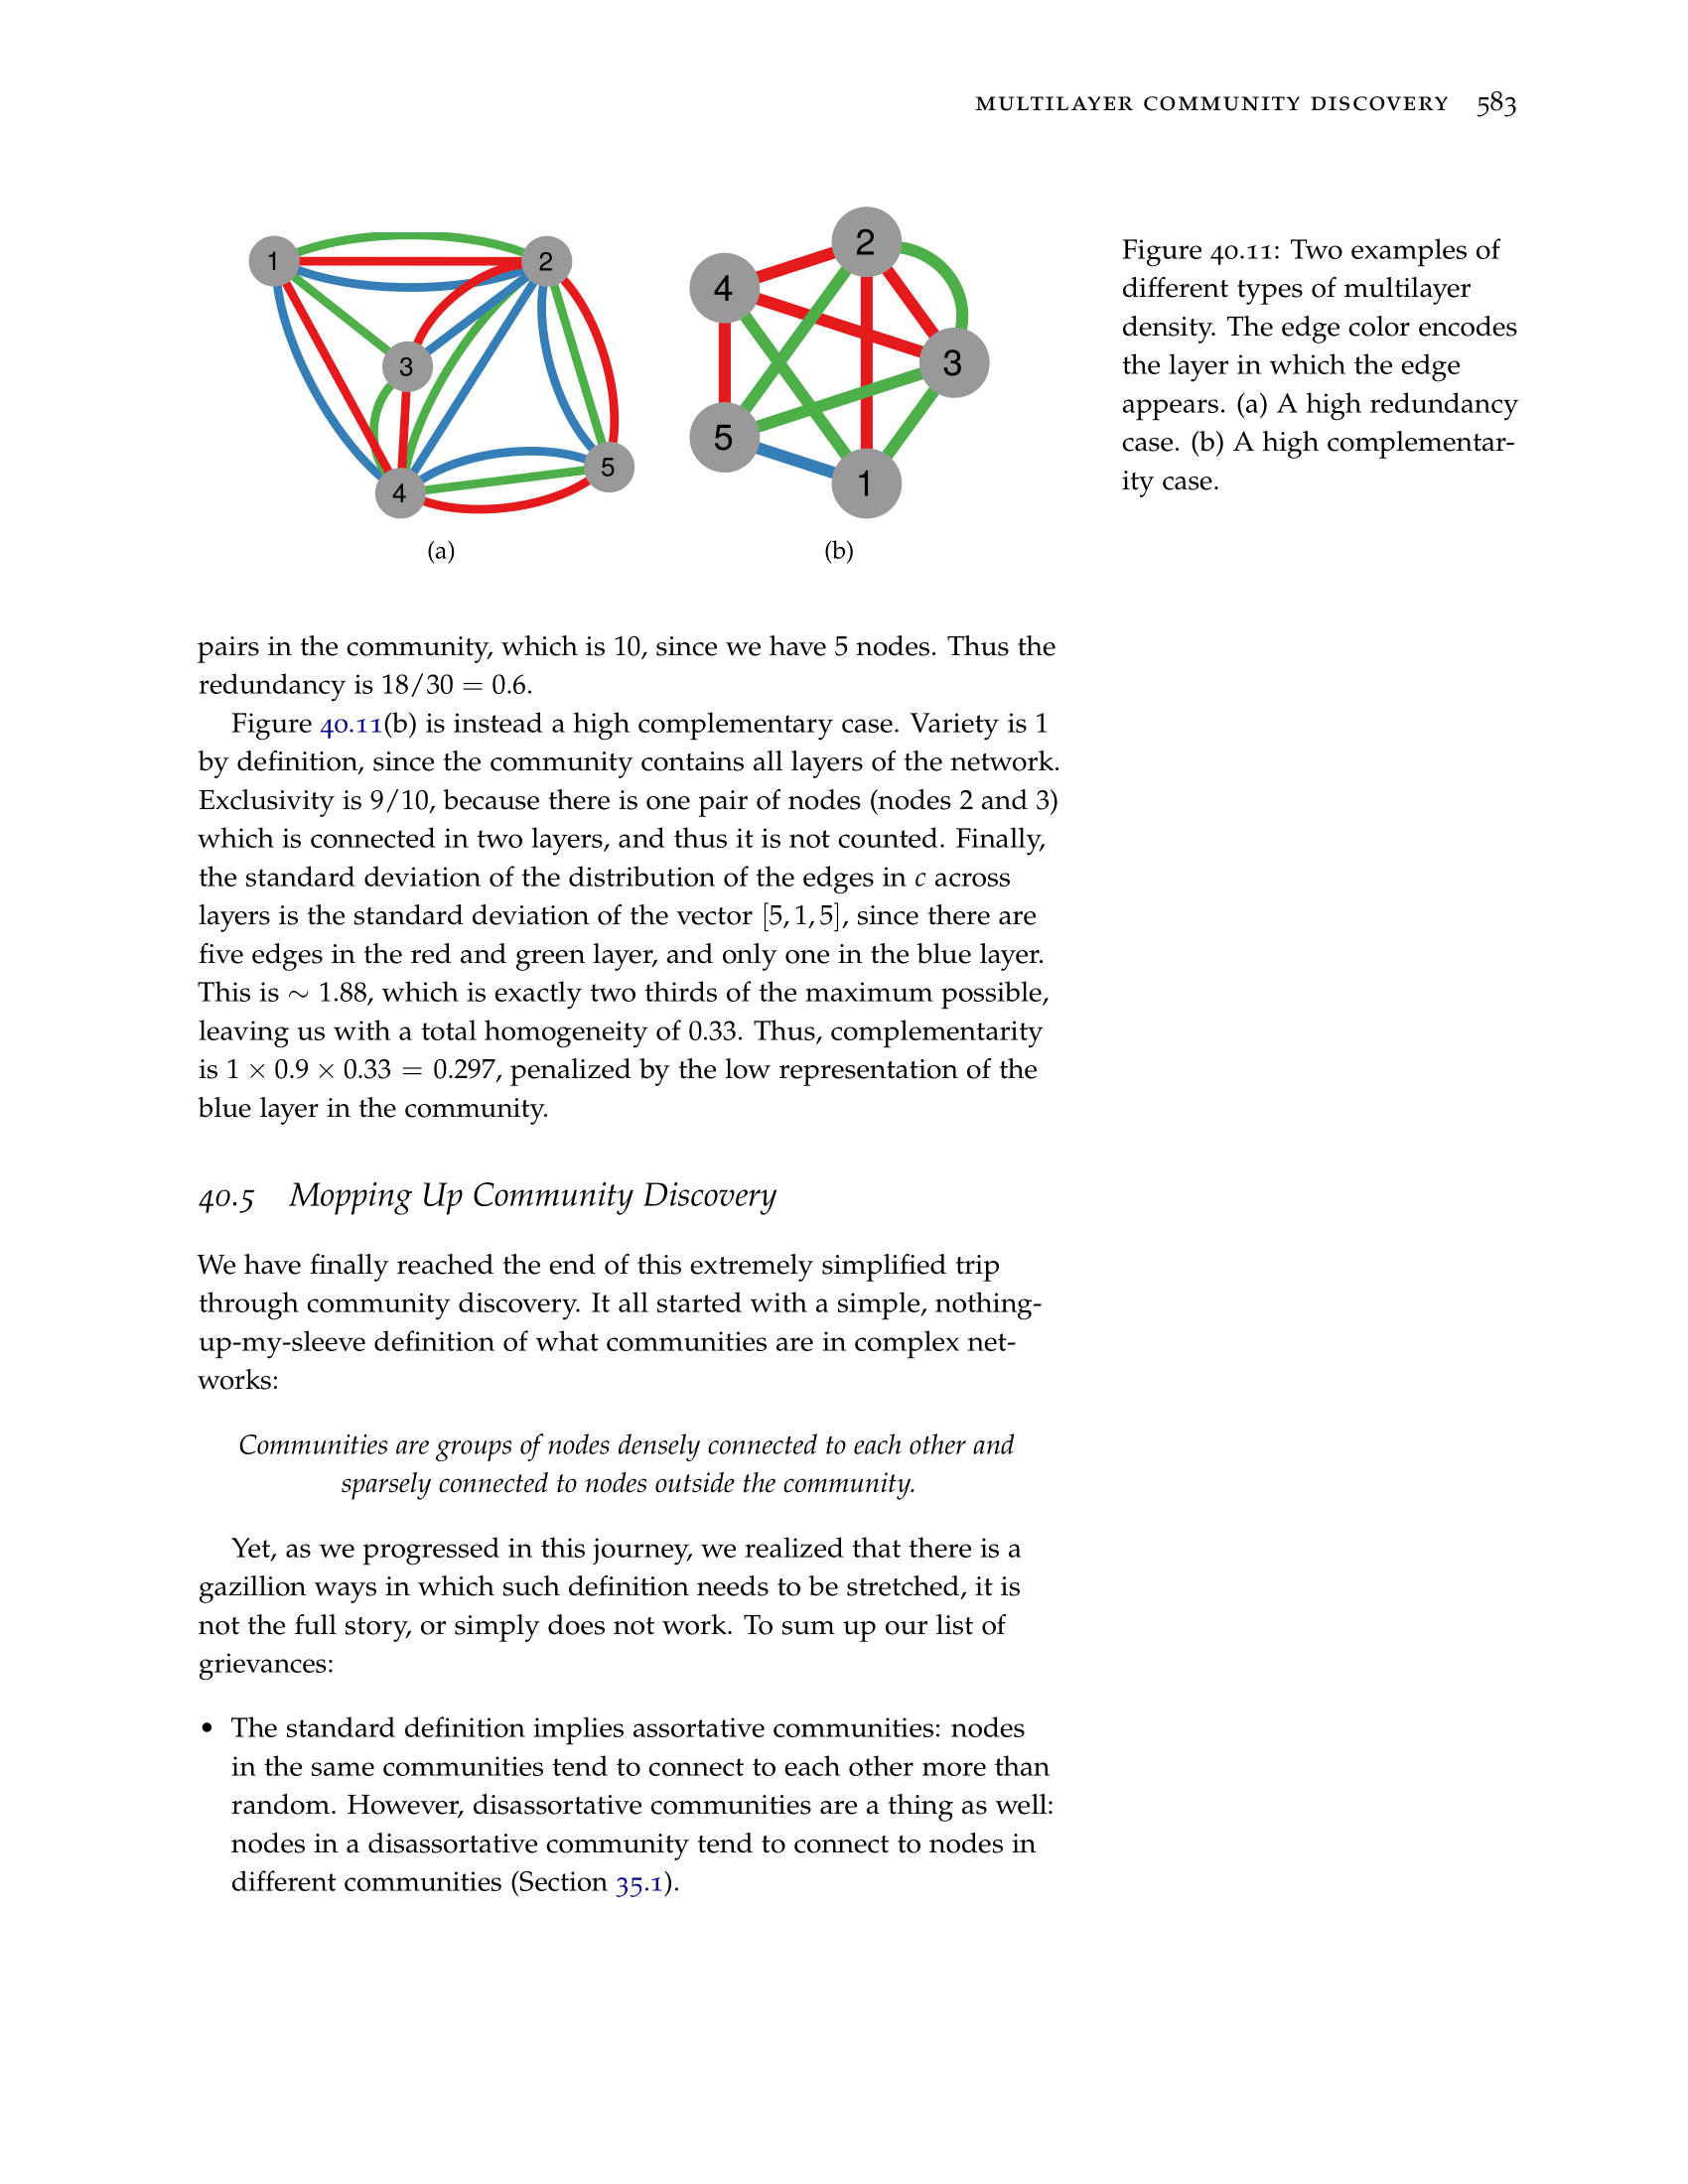 MULTILAYER COMMUNITY DISCOVERY 583
1
2
3
4
5
(a)
2
4
3
5
1
(b)
Figure 40.11: Two examples of
different types of multilayer
density. The edge color encodes
the layer in which the edge
appears. (a) A high redundancy
case. (b) A high complementar-
ity case.
pairs in the community, which is 10, since we have 5 nodes. Thus the
redundancy is 18/30 = 0.6.
Figure 40.11(b) is instead a high complementary case. Variety is 1
by definition, since the community contains all layers of the network.
Exclusivity is 9/10, because there is one pair of nodes (nodes 2 and 3)
which is connected in two layers, and thus it is not counted. Finally,
the standard deviation of the distribution of the edges in c across
layers is the standard deviation of the vector [5, 1, 5], since there are
five edges in the red and green layer, and only one in the blue layer.
This is ∼ 1.88, which is exactly two thirds of the maximum possible,
leaving us with a total homogeneity of 0.33. Thus, complementarity
is 1 × 0.9 × 0.33 = 0.297, penalized by the low representation of the
blue layer in the community.
40.5 Mopping Up Community Discovery
We have finally reached the end of this extremely simplified trip
through community discovery. It all started with a simple, nothing-
up-my-sleeve definition of what communities are in complex net-
works:
Communities are groups of nodes densely connected to each other and
sparsely connected to nodes outside the community.
Yet, as we progressed in this journey, we realized that there is a
gazillion ways in which such definition needs to be stretched, it is
not the full story, or simply does not work. To sum up our list of
grievances:
• The standard definition implies assortative communities: nodes
in the same communities tend to connect to each other more than
random. However, disassortative communities are a thing as well:
nodes in a disassortative community tend to connect to nodes in
different communities (Section 35.1).